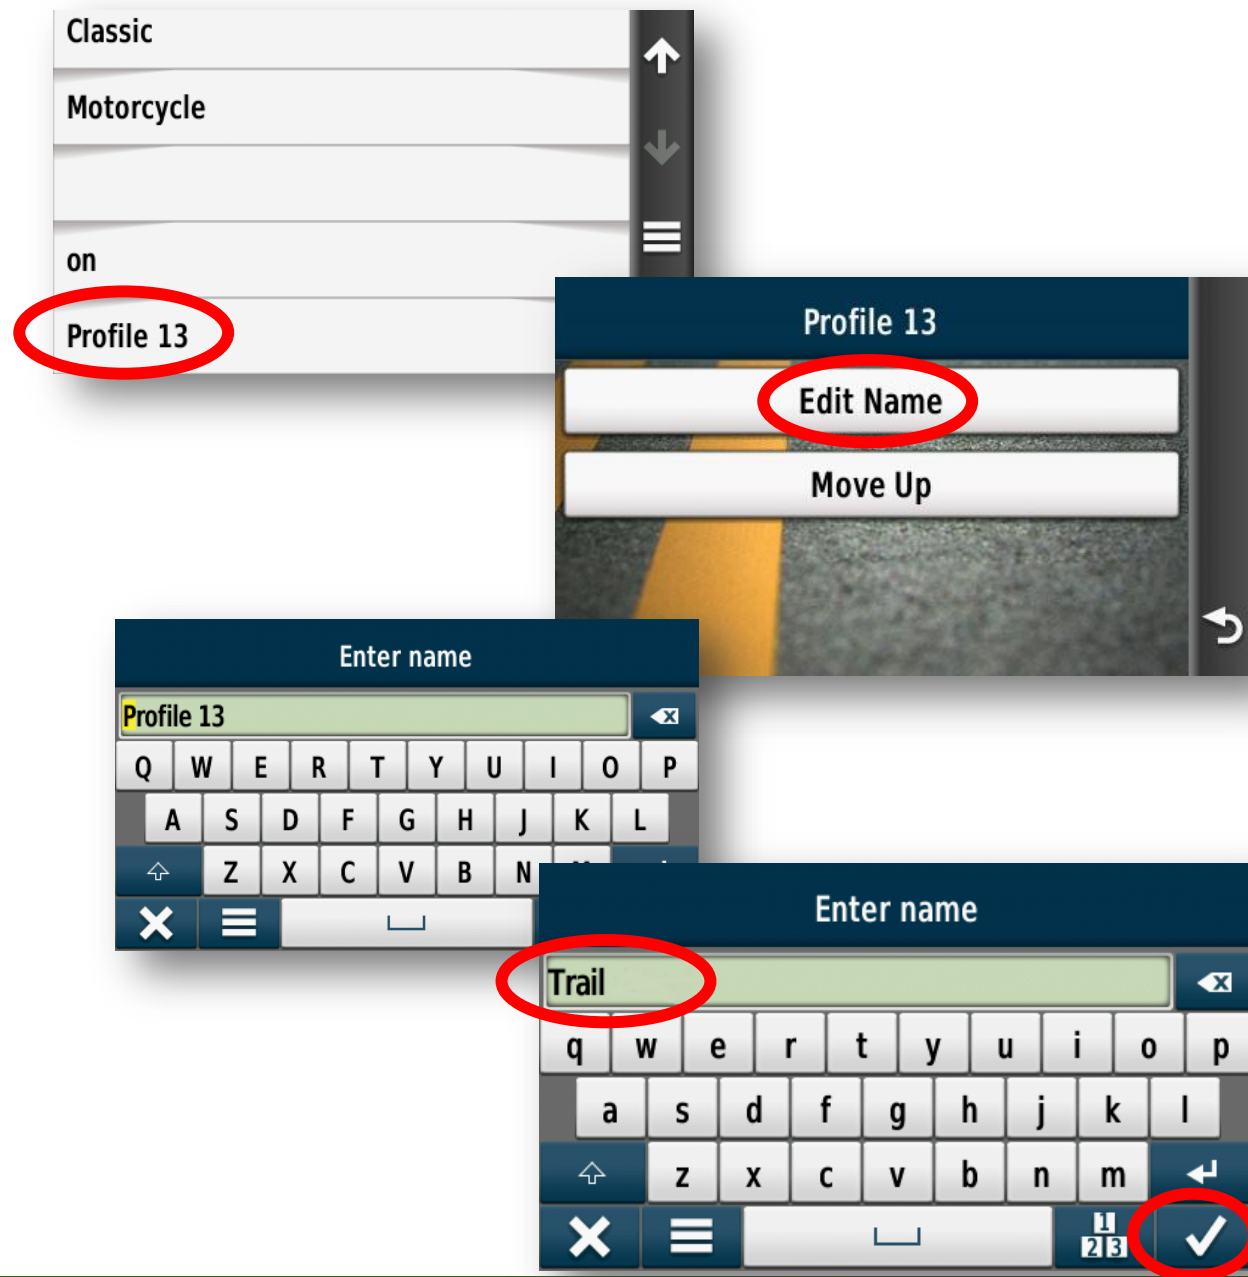 Classic
Motorcycle
on
Profile 13
Profile 13
Edit Name
Move Up
Enter name
Profile 13
Q W E R T Y U I O P
A S D F G H J K L
Z X C V B N
Enter name
Trail
q w e r t y u i o p
a s d f g h j k l
z x c v b n m
1
2 3